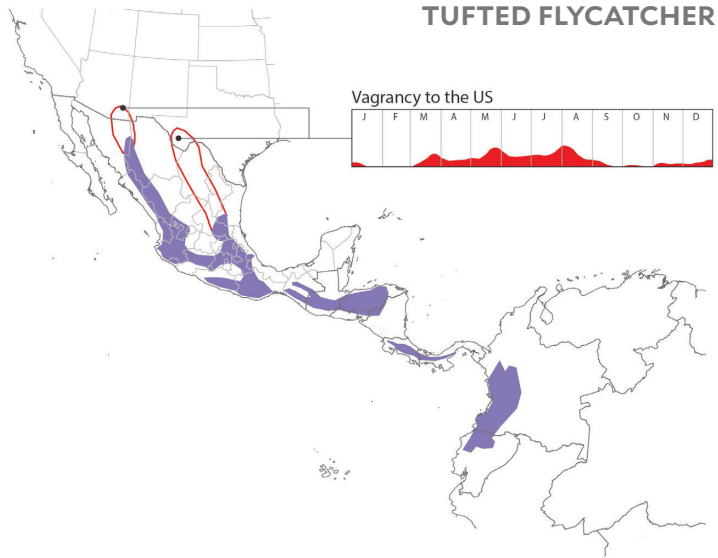 TUFTED FLYCATCHER
Vagrancy to the US
J F M A M J J A S O N D